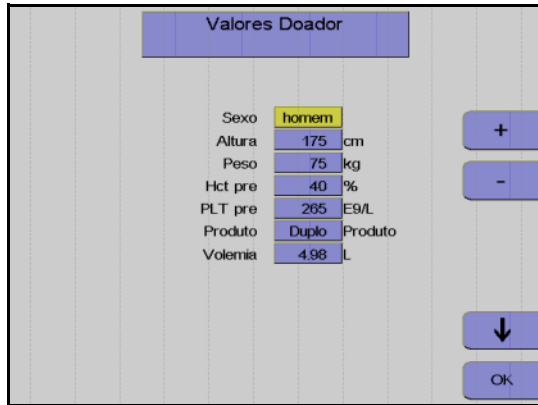 Valores Doador
Sexo homem
Altura 175 cm
Peso 75 kg
Hct pre 40 %
PLT pre 265 E9/L
Produto Duplo Produto
Volemia 4.98 L
+
-
↓
OK